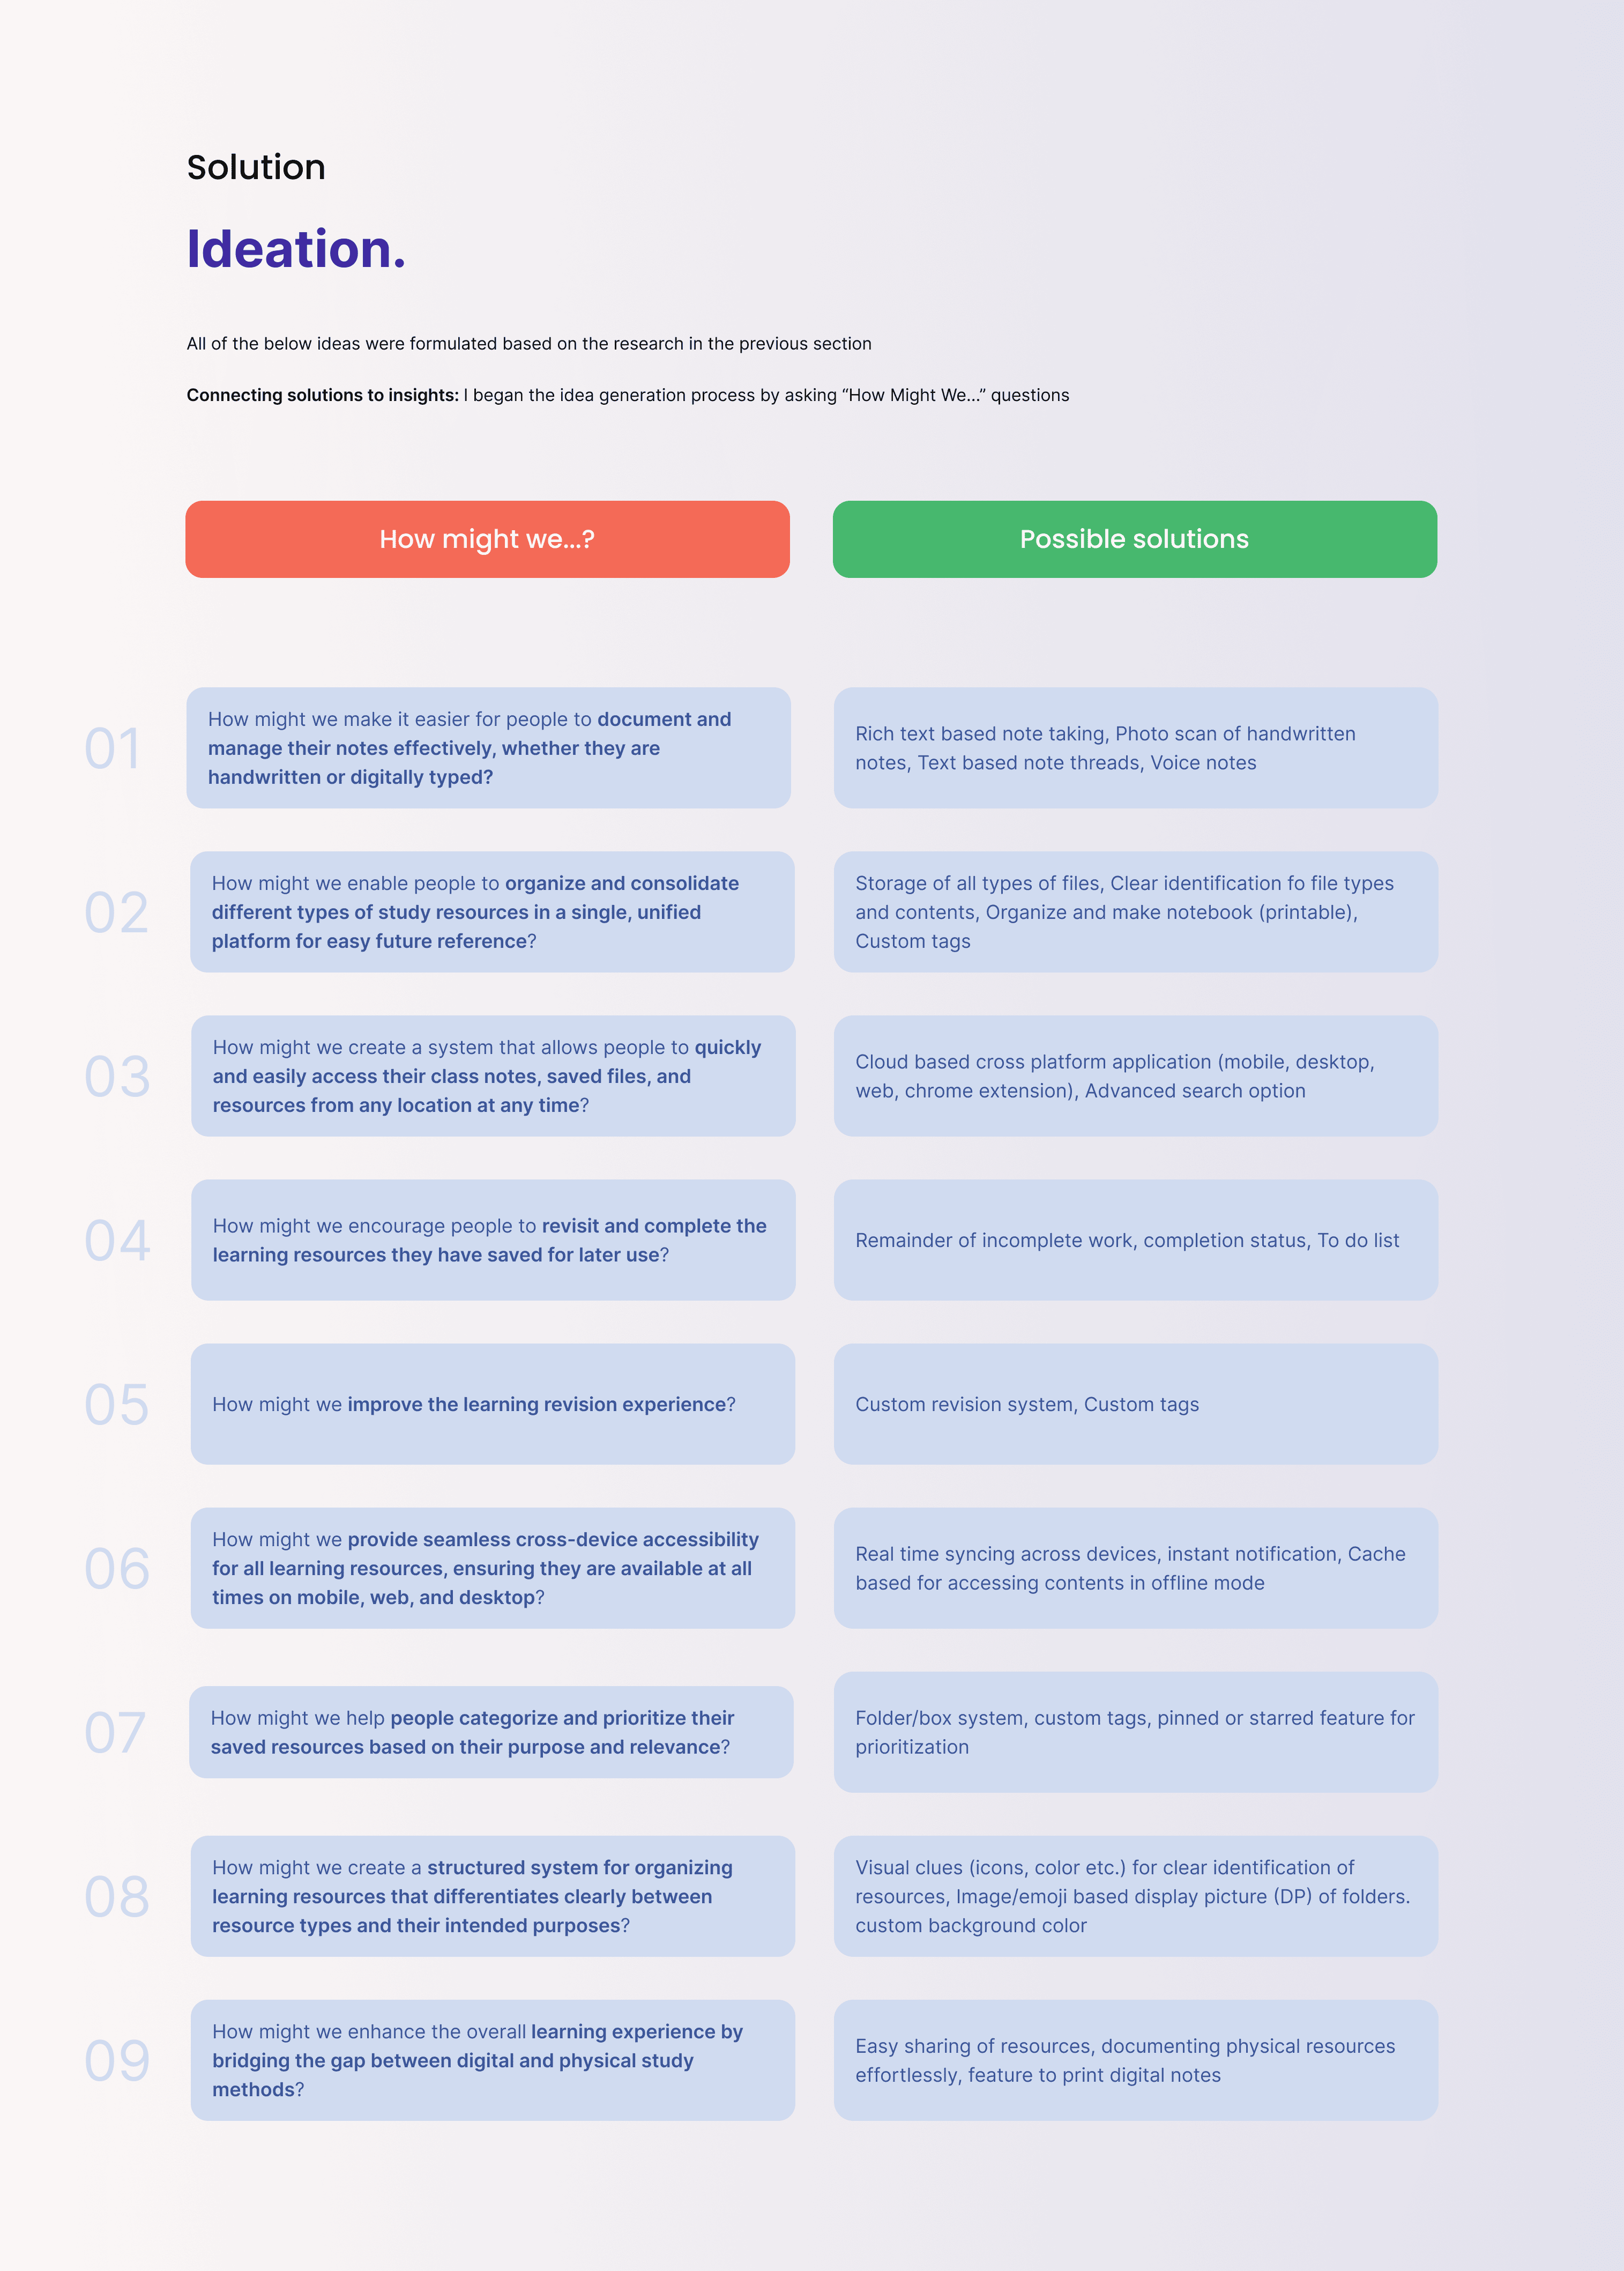 Solution
Ideation.
All of the below ideas were formulated based on the research in the previous section
Connecting solutions to insights: I began the idea generation process by asking “How Might We...” questions
How might we...?
Possible solutions
01
How might we make it easier for people to document and
manage their notes effectively, whether they are
handwritten or digitally typed?
Rich text based note taking, Photo scan of handwritten
notes, Text based note threads, Voice notes
02
How might we enable people to organize and consolidate
different types of study resources in a single, unified
platform for easy future reference?
Storage of all types of files, Clear identification fo file types
and contents, Organize and make notebook (printable),
Custom tags
03
How might we create a system that allows people to quickly
and easily access their class notes, saved files, and
resources from any location at any time?
Cloud based cross platform application (mobile, desktop,
web, chrome extension), Advanced search option
04
How might we encourage people to revisit and complete the
learning resources they have saved for later use?
Remainder of incomplete work, completion status, To do list
05
How might we improve the learning revision experience?
Custom revision system, Custom tags
06
How might we provide seamless cross-device accessibility
for all learning resources, ensuring they are available at all
times on mobile, web, and desktop?
Real time syncing across devices, instant notification, Cache
based for accessing contents in offline mode
07
How might we help people categorize and prioritize their
saved resources based on their purpose and relevance?
Folder/box system, custom tags, pinned or starred feature for
prioritization
08
How might we create a structured system for organizing
learning resources that differentiates clearly between
resource types and their intended purposes?
Visual clues (icons, color etc.) for clear identification of
resources, Image/emoji based display picture (DP) of folders.
custom background color
09
How might we enhance the overall learning experience by
bridging the gap between digital and physical study
methods?
Easy sharing of resources, documenting physical resources
effortlessly, feature to print digital notes